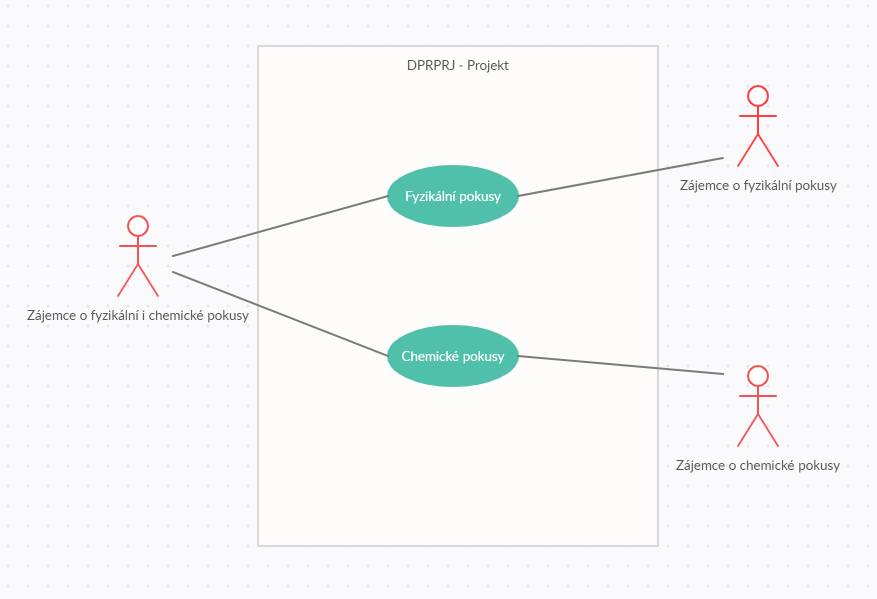 DPRPRJ - Projekt
Zájemce o fyzikální pokusy
Fyzikální pokusy
Zájemce o fyzikální i chemické pokusy
Chemické pokusy
Zájemce o chemické pokusy